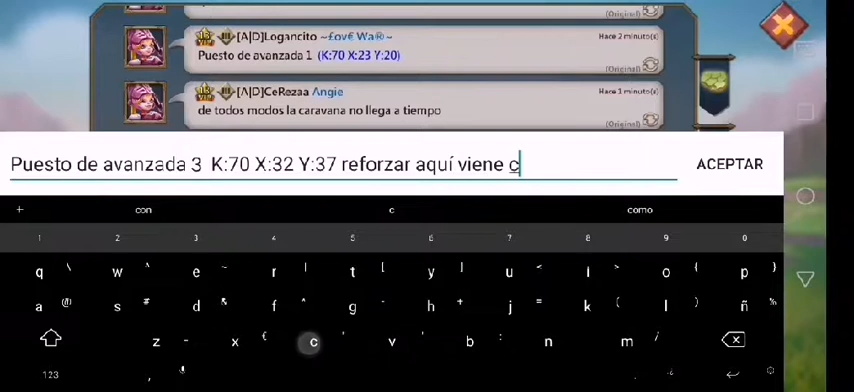 (Original)
[A|D]Logancito ~£ov€ Wa®~
Hace 2 minuto(s)
Puesto de avanzada 1 (K:70 X:23 Y:20)
(Original)
[A|D]CeRezaa Angie
Hace 1 minuto(s)
de todos modos la caravana no llega a tiempo
(Original)
Puesto de avanzada 3 K:70 X:32 Y:37 reforzar aquí viene c
ACEPTAR
+ con c como
1 2 3 4 5 6 7 8 9 0
q \ w ^ e ~ r | t [ y ] u < i > o { p }
a @ s # d & f * g - h + j = k ( l ) ñ %
z - x € c ' v " b : n m /
123 ,